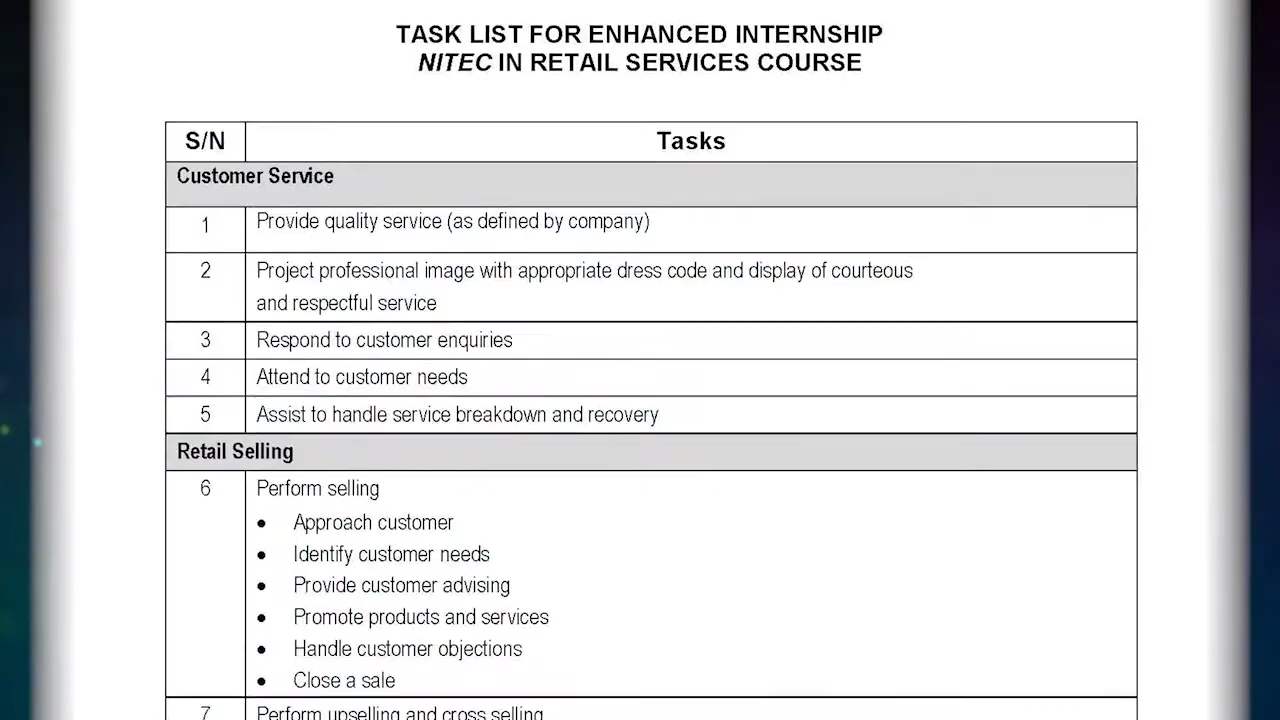 TASK LIST FOR ENHANCED INTERNSHIP
NITEC IN RETAIL SERVICES COURSE
S/N Tasks
Customer Service
1 Provide quality service (as defined by company)
2 Project professional image with appropriate dress code and display of courteous
and respectful service
3 Respond to customer enquiries
4 Attend to customer needs
5 Assist to handle service breakdown and recovery
Retail Selling
6 Perform selling
• Approach customer
• Identify customer needs
• Provide customer advising
• Promote products and services
• Handle customer objections
• Close a sale
7 Perform upselling and cross selling